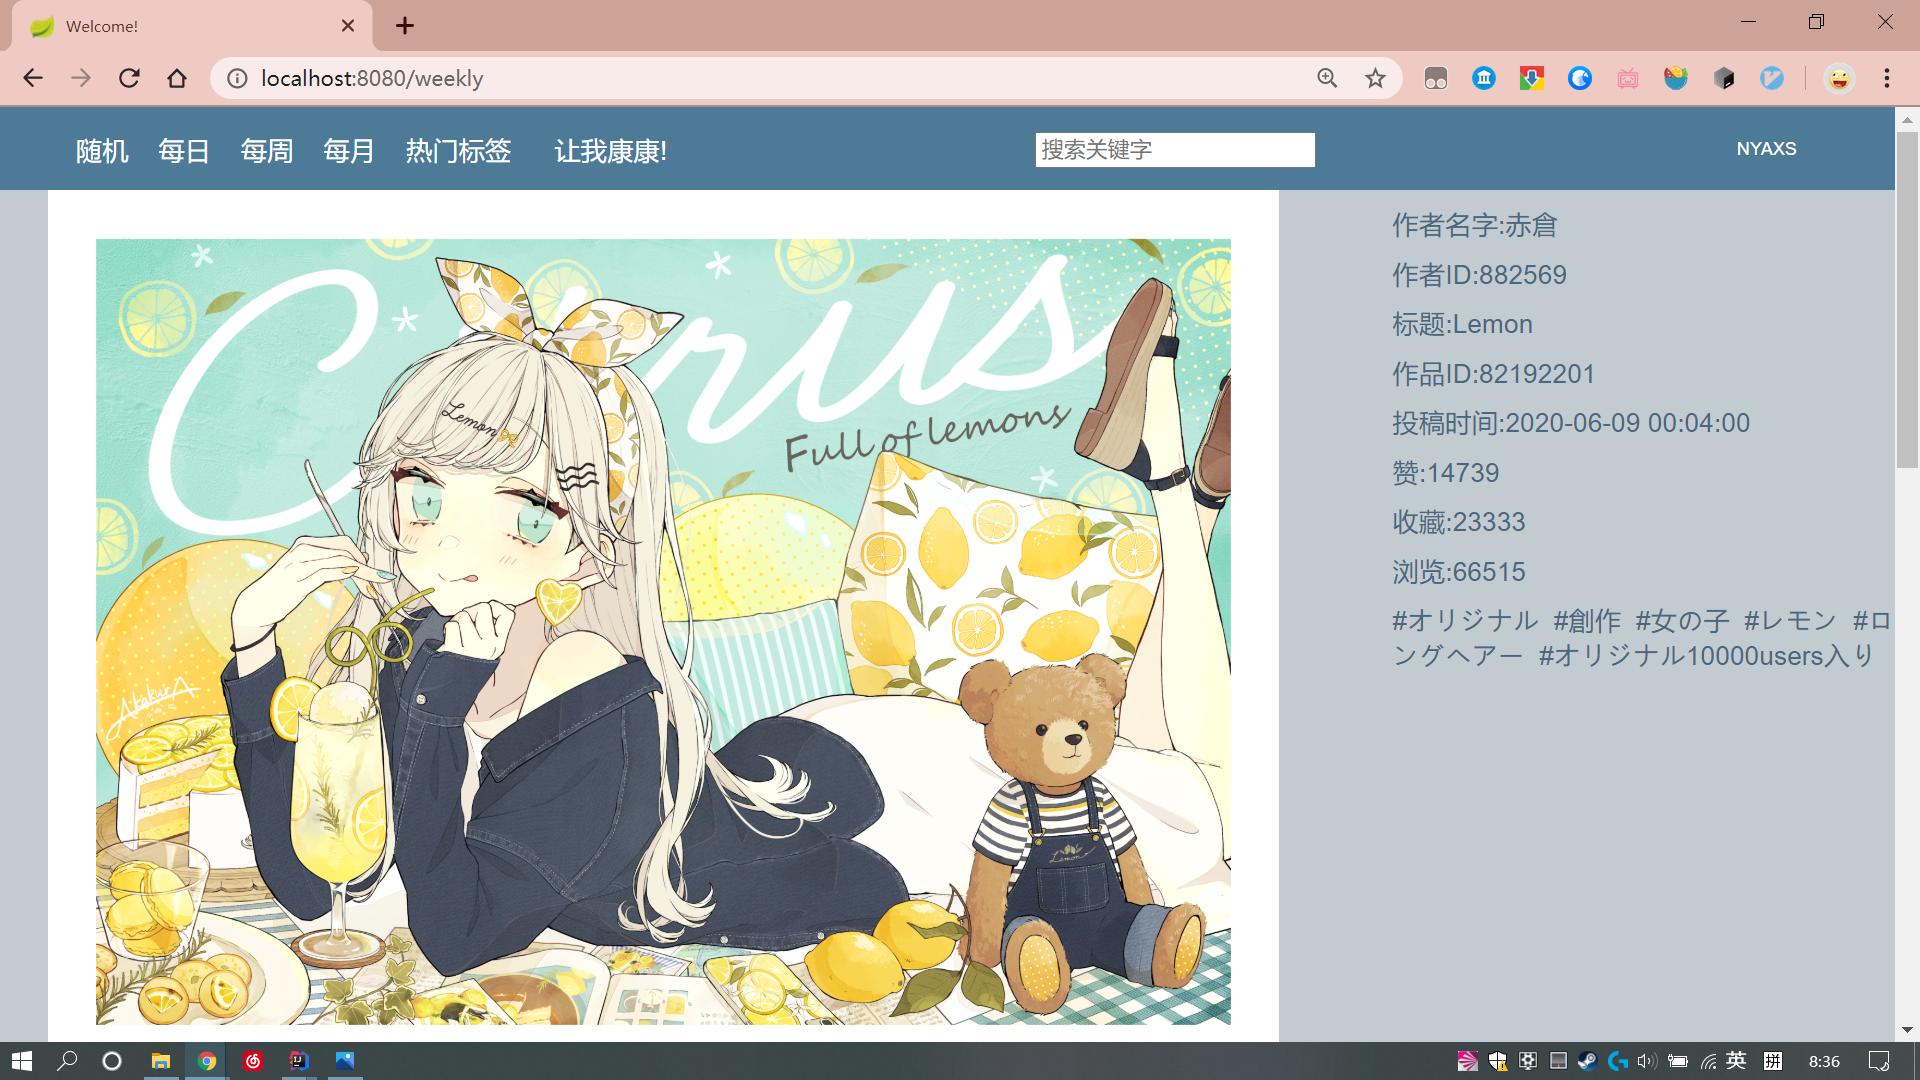 Welcome!
localhost:8080/weekly
随机 每日 每周 每月 热门标签 让我康康!
搜索关键字
NYAXS
作者名字:赤倉
作者ID:882569
标题:Lemon
作品ID:82192201
投稿时间:2020-06-09 00:04:00
赞:14739
收藏:23333
浏览:66515
#オリジナル #創作 #女の子 #レモン #ロ
ングヘアー #オリジナル10000users入り
C rus
Full of lemons
Lemon
AkakurA
Lemon
英 拼 8:36